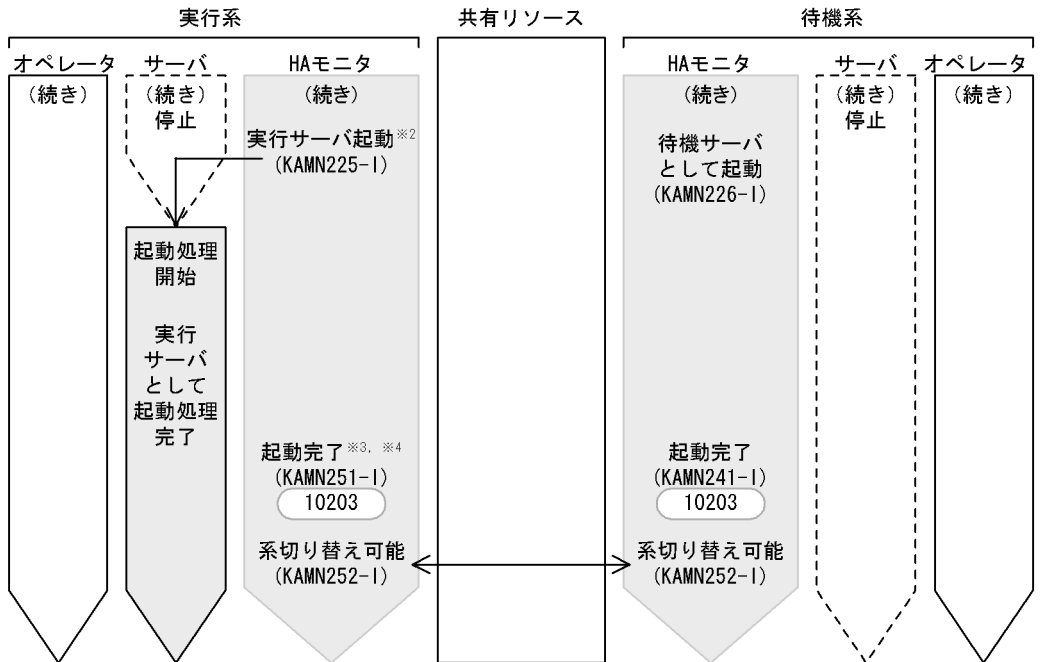 実行系
共有リソース
待機系
オペレータ
サーバ
HAモニタ
HAモニタ
サーバ
オペレータ
(続き)
(続き)
停止
(続き)
実行サーバ起動※2
(KAMN225-I)
起動処理
開始
実行
サーバ
として
起動処理
完了
起動完了※3, ※4
(KAMN251-I)
10203
系切り替え可能
(KAMN252-I)
(続き)
待機サーバ
として起動
(KAMN226-I)
起動完了
(KAMN241-I)
10203
系切り替え可能
(KAMN252-I)
(続き)
停止
(続き)